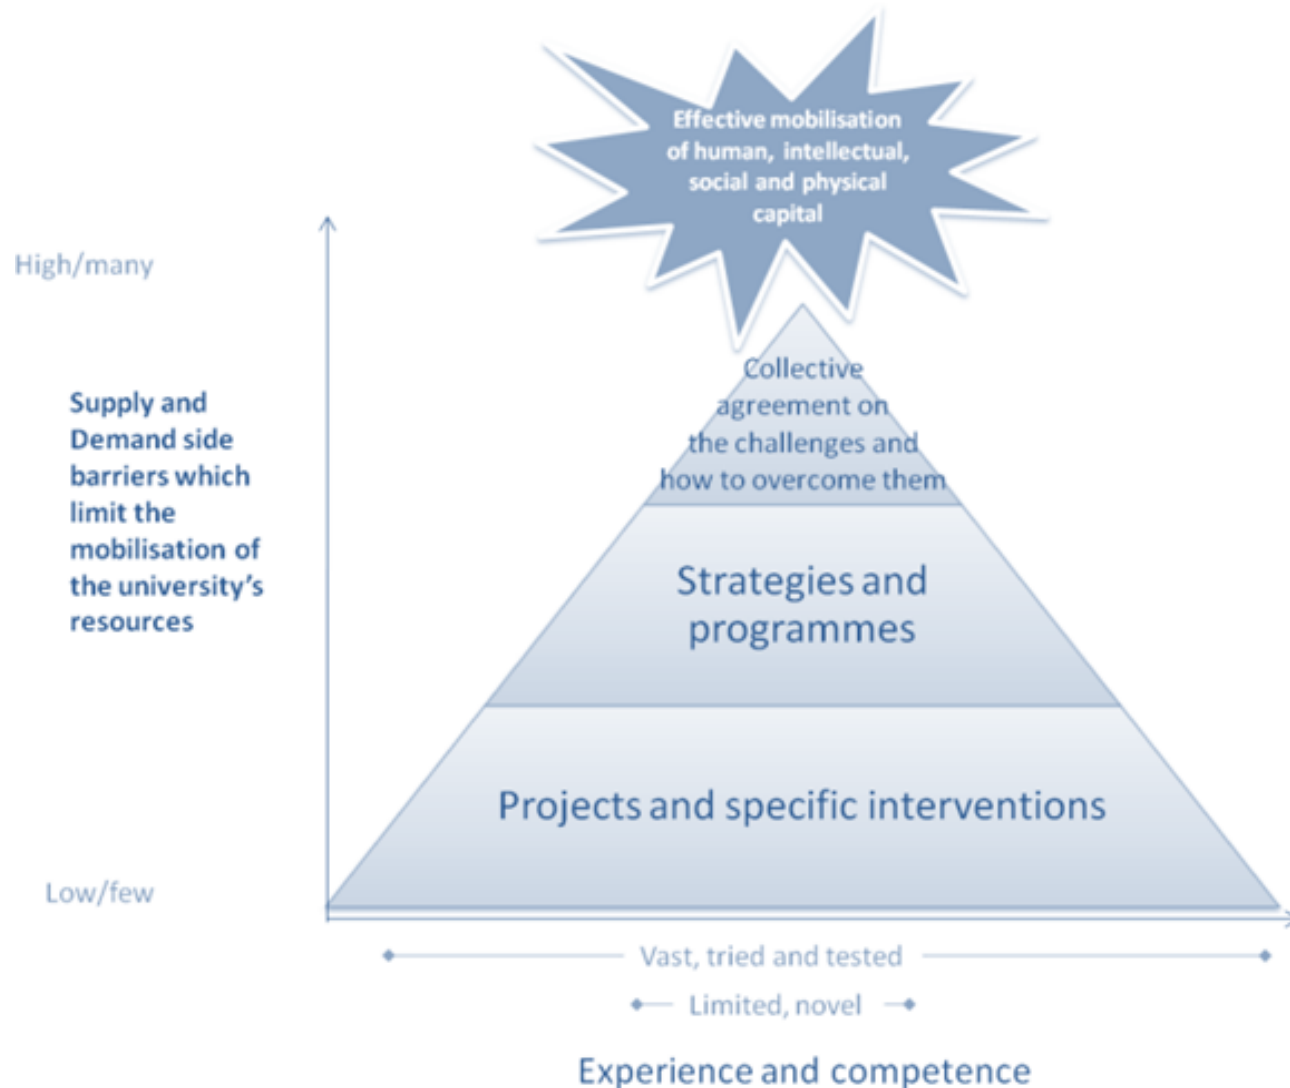 Effective mobilisation
of human, intellectual,
social and physical
capital
High/many
Supply and
Demand side
barriers which
limit the
mobilisation of
the university's
resources
Low/few
Collective
agreement on
the challenges and
how to overcome them
Strategies and
programmes
Projects and specific interventions
Vast, tried and tested
Limited, novel
Experience and competence